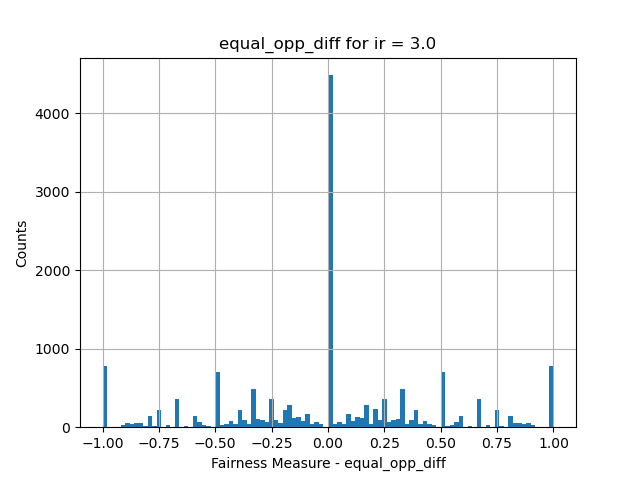 equal_opp_diff for ir = 3.0
Counts
4000
3000
2000
1000
0
−1.00 −0.75 −0.50 −0.25 0.00 0.25 0.50 0.75 1.00
Fairness Measure - equal_opp_diff